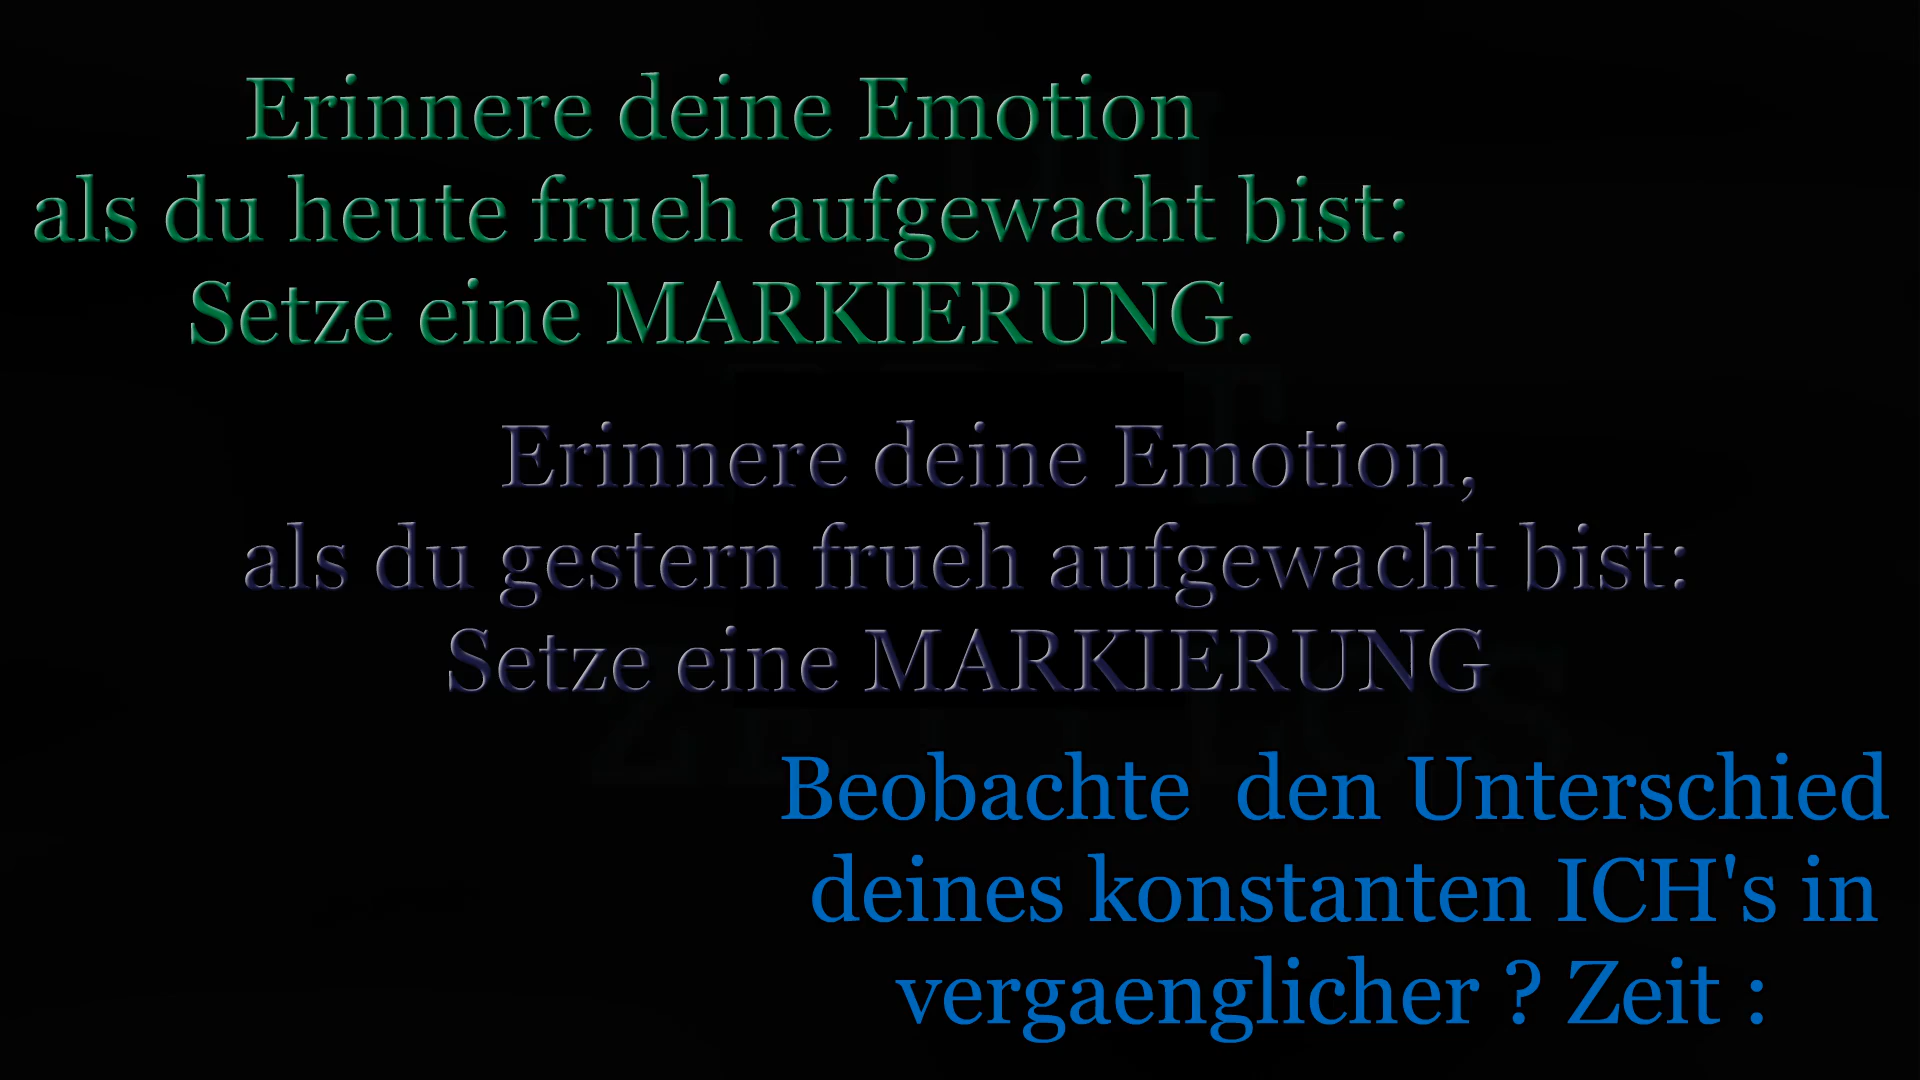 Erinnere deine Emotion
als du heute frueh aufgewacht bist:
Setze eine MARKIERUNG.
Erinnere deine Emotion,
als du gestern frueh aufgewacht bist:
Setze eine MARKIERUNG
Beobachte den Unterschied
deines konstanten ICH's in
vergaenglicher ? Zeit :